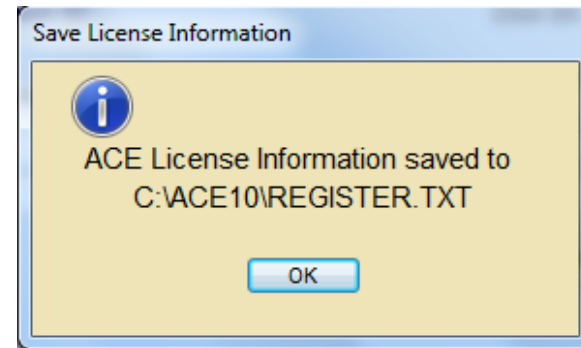 Save License Information
ACE License Information saved to
C:\ACE10\REGISTER.TXT
OK